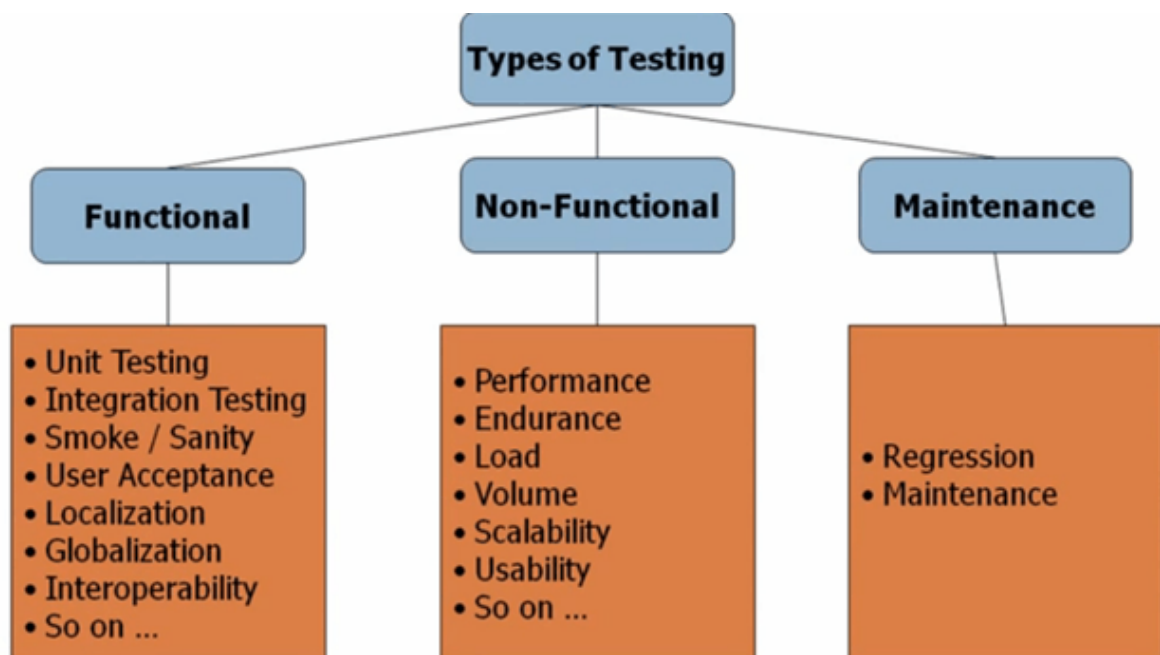 Types of Testing
Functional
Non-Functional
Maintenance
• Unit Testing
• Integration Testing
• Smoke / Sanity
• User Acceptance
• Localization
• Globalization
• Interoperability
• So on ...
• Performance
• Endurance
• Load
• Volume
• Scalability
• Usability
• So on ...
• Regression
• Maintenance